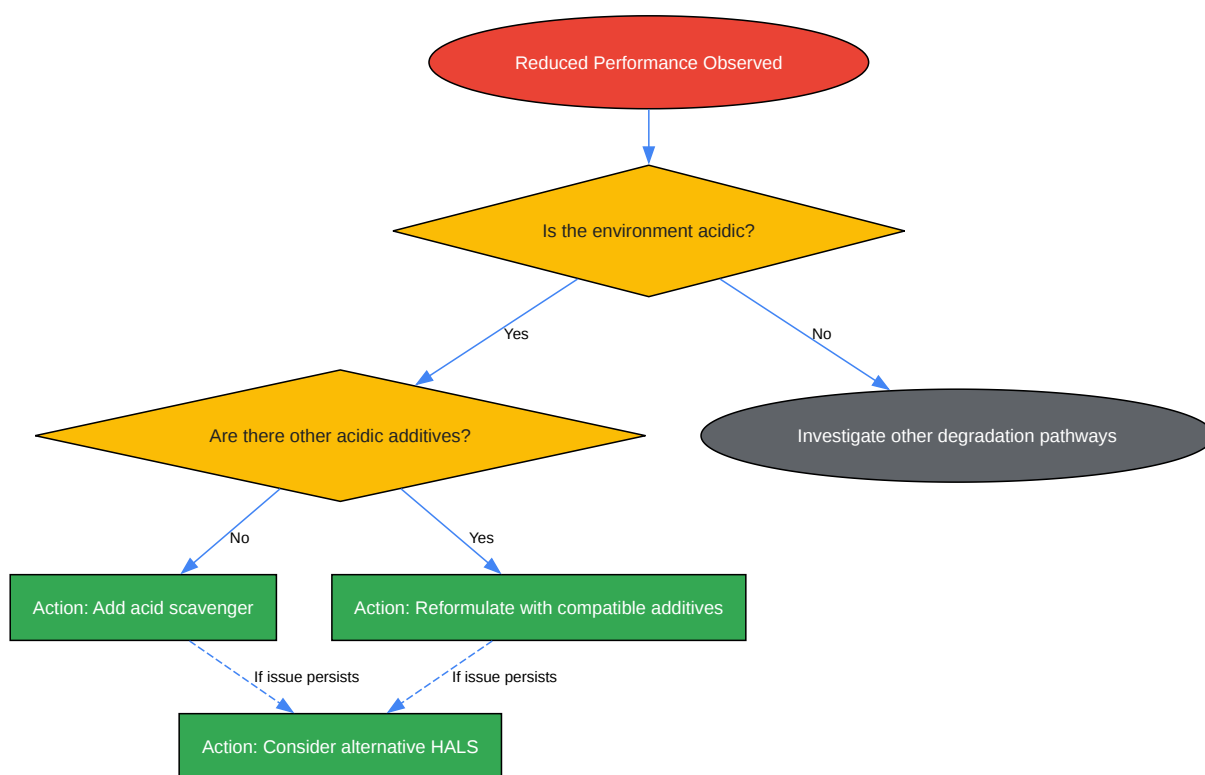 Reduced Performance Observed
Is the environment acidic?
Yes
No
Are there other acidic additives?
Investigate other degradation pathways
No
Yes
Action: Add acid scavenger
Action: Reformulate with compatible additives
If issue persists
If issue persists
Action: Consider alternative HALS